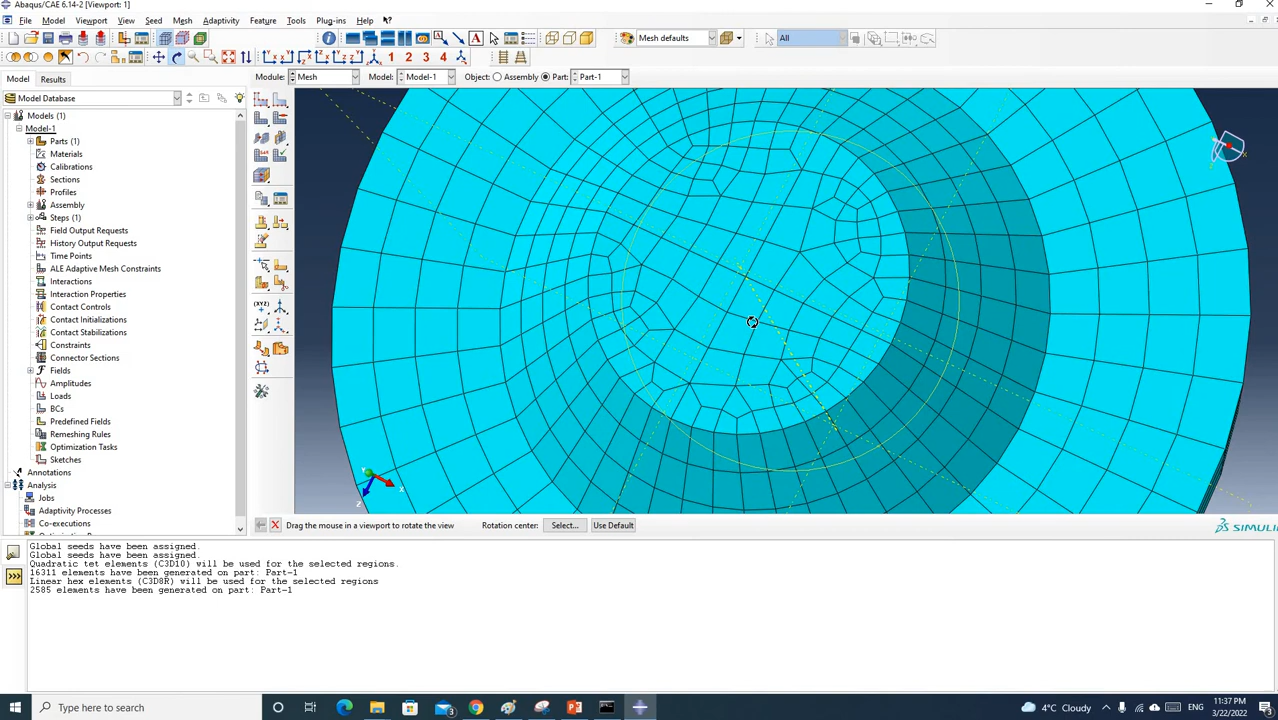 Abaqus/CAE 6.14-2 [Viewport: 1]
File Model Viewport View Seed Mesh Adaptivity Feature Tools Plug-ins Help
Mesh defaults All
1 2 3 4
Model Results Module: Mesh Model: Model-1 Object: Assembly Part: Part-1
Model Database
Models (1)
Model-1
Parts (1)
Materials
Calibrations
Sections
Profiles
Assembly
Steps (1)
Field Output Requests
History Output Requests
Time Points
ALE Adaptive Mesh Constraints
Interactions
Interaction Properties
Contact Controls
Contact Initializations
Contact Stabilizations
Constraints
Connector Sections
Fields
Amplitudes
Loads
BCs
Predefined Fields
Remeshing Rules
Optimization Tasks
Sketches
Annotations
Analysis
Jobs
Adaptivity Processes
Co-executions
(XYZ)
X
Z
Drag the mouse in a viewport to rotate the view Rotation center: Select... Use Default
SIMULI
Global seeds have been assigned.
Global seeds have been assigned.
Quadratic tet elements (C3D10) will be used for the selected regions.
16311 elements have been generated on part: Part-1
Linear hex elements (C3D8R) will be used for the selected regions
2585 elements have been generated on part: Part-1
>>>
Type here to search
4°C Cloudy ENG
11:37 PM
3/22/2022